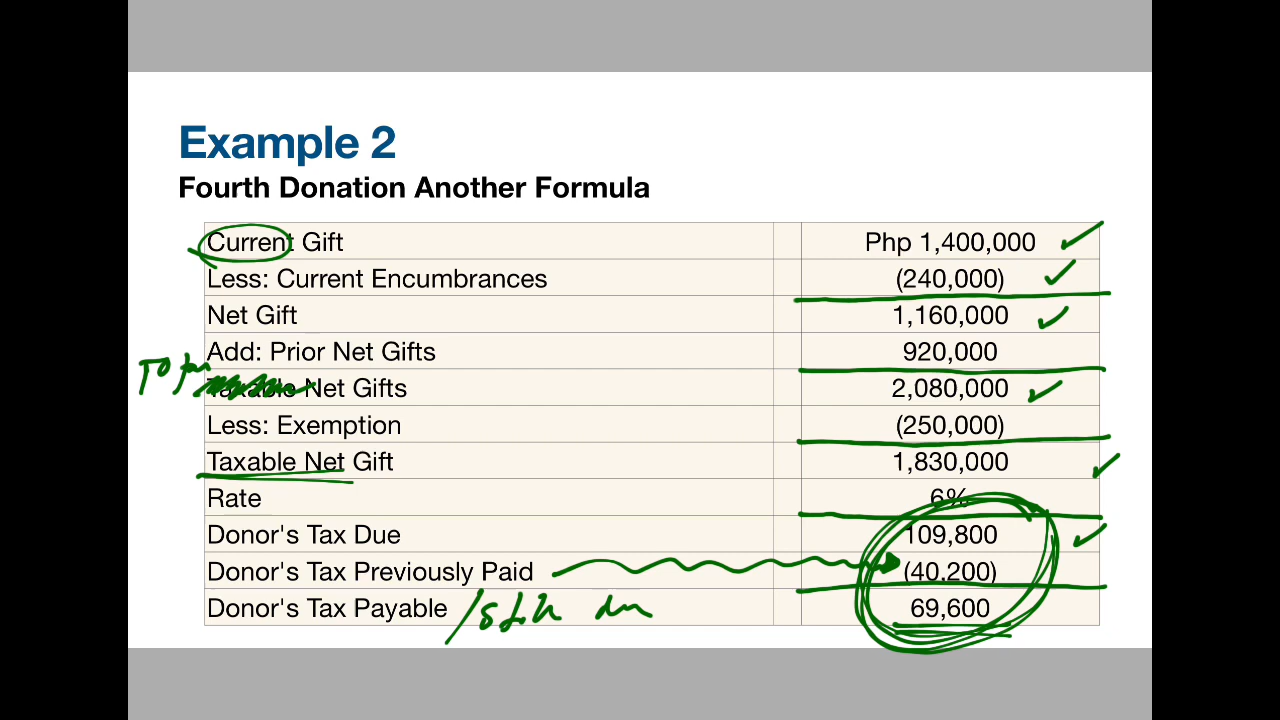 Example 2
Fourth Donation Another Formula
Current Gift Php 1,400,000
Less: Current Encumbrances (240,000)
Net Gift 1,160,000
Add: Prior Net Gifts 920,000
Taxable Net Gifts 2,080,000
Less: Exemption (250,000)
Taxable Net Gift 1,830,000
Rate 6%
Donor's Tax Due 109,800
Donor's Tax Previously Paid (40,200)
Donor's Tax Payable 69,600